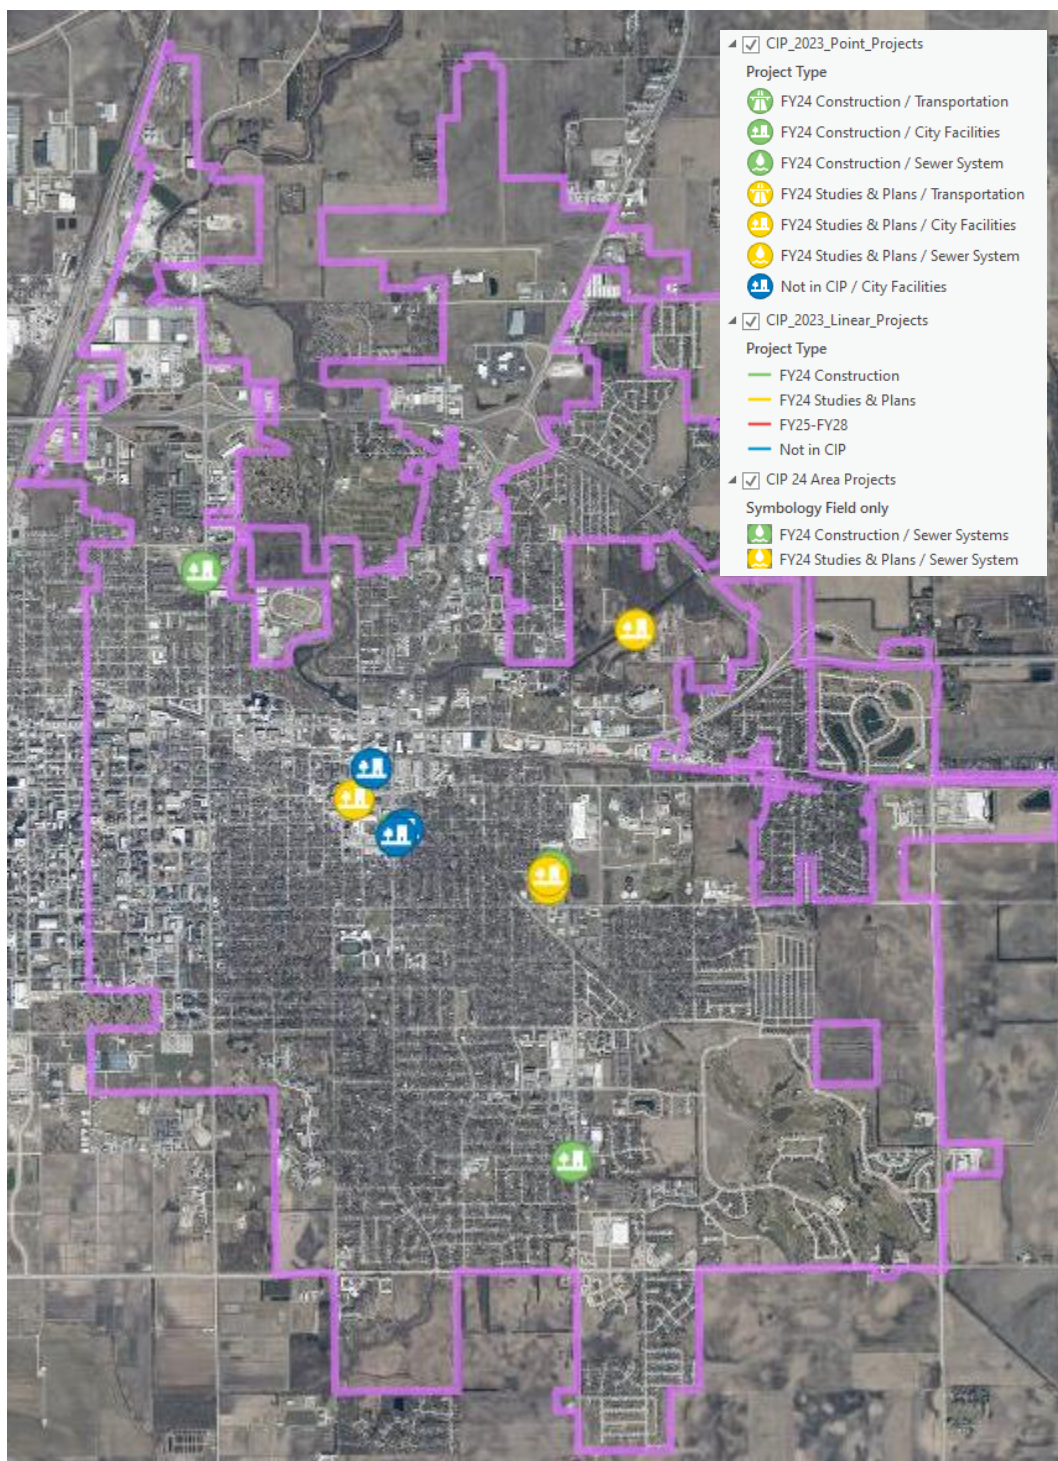 CIP_2023_Point_Projects
Project Type
FY24 Construction / Transportation
FY24 Construction / City Facilities
FY24 Construction / Sewer System
FY24 Studies & Plans / Transportation
FY24 Studies & Plans / City Facilities
FY24 Studies & Plans / Sewer System
Not in CIP / City Facilities
CIP_2023_Linear_Projects
Project Type
FY24 Construction
FY24 Studies & Plans
FY25-FY28
Not in CIP
CIP 24 Area Projects
Symbology Field only
FY24 Construction / Sewer Systems
FY24 Studies & Plans / Sewer System